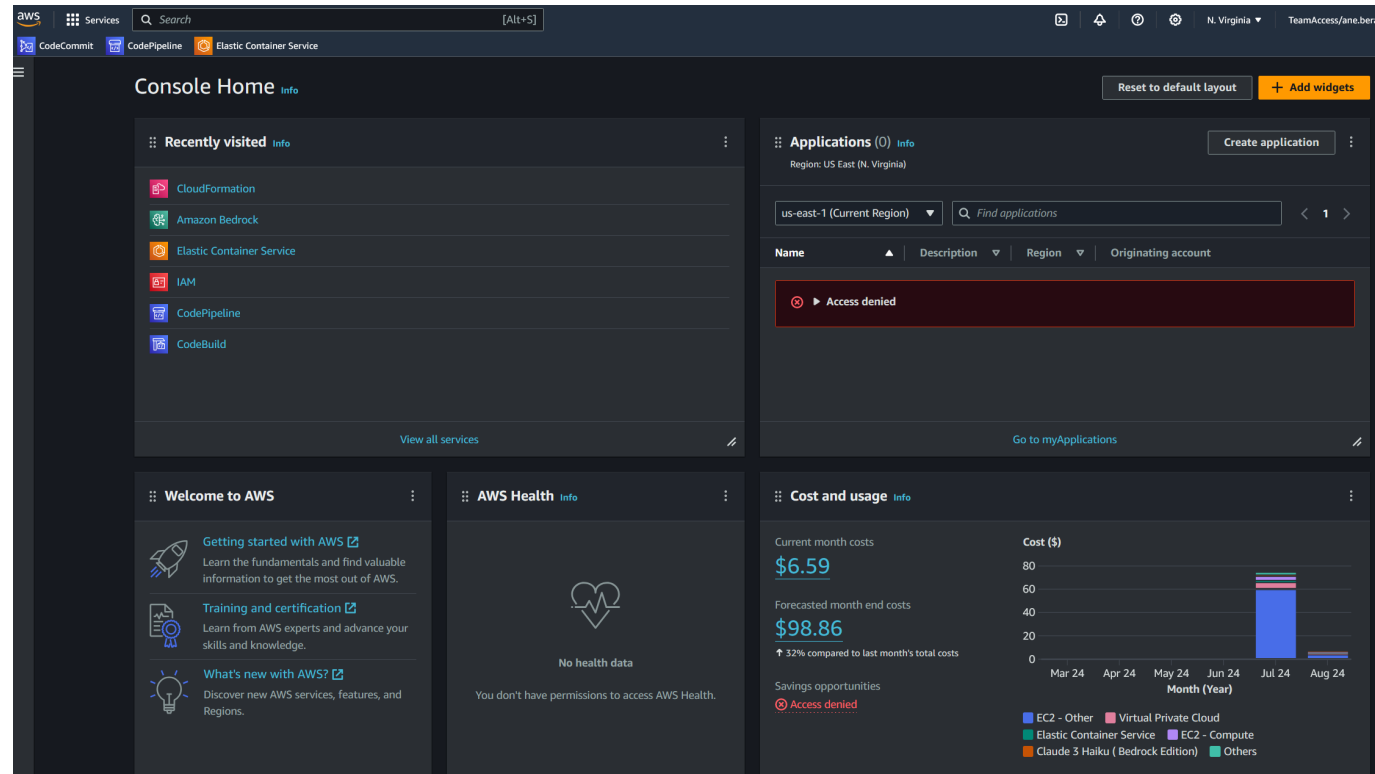 aws
Services
Search
[Alt+S]
N. Virginia
TeamAccess/ane.bera
CodeCommit
CodePipeline
Elastic Container Service
Console Home Info
Reset to default layout
+ Add widgets
Recently visited Info
CloudFormation
Amazon Bedrock
Elastic Container Service
IAM
CodePipeline
CodeBuild
View all services
Applications (0) Info
Region: US East (N. Virginia)
Create application
us-east-1 (Current Region)
Find applications
1
Name
Description
Region
Originating account
Access denied
Go to myApplications
Welcome to AWS
Getting started with AWS
Learn the fundamentals and find valuable
information to get the most out of AWS.
Training and certification
Learn from AWS experts and advance your
skills and knowledge.
What's new with AWS?
Discover new AWS services, features, and
Regions.
AWS Health Info
No health data
You don't have permissions to access AWS Health.
Cost and usage Info
Current month costs
$6.59
Forecasted month end costs
$98.86
↑ 32% compared to last month's total costs
Savings opportunities
Access denied
Cost ($)
80
60
40
20
0
Mar 24 Apr 24 May 24 Jun 24 Jul 24 Aug 24
Month (Year)
EC2 - Other Virtual Private Cloud
Elastic Container Service EC2 - Compute
Claude 3 Haiku ( Bedrock Edition) Others